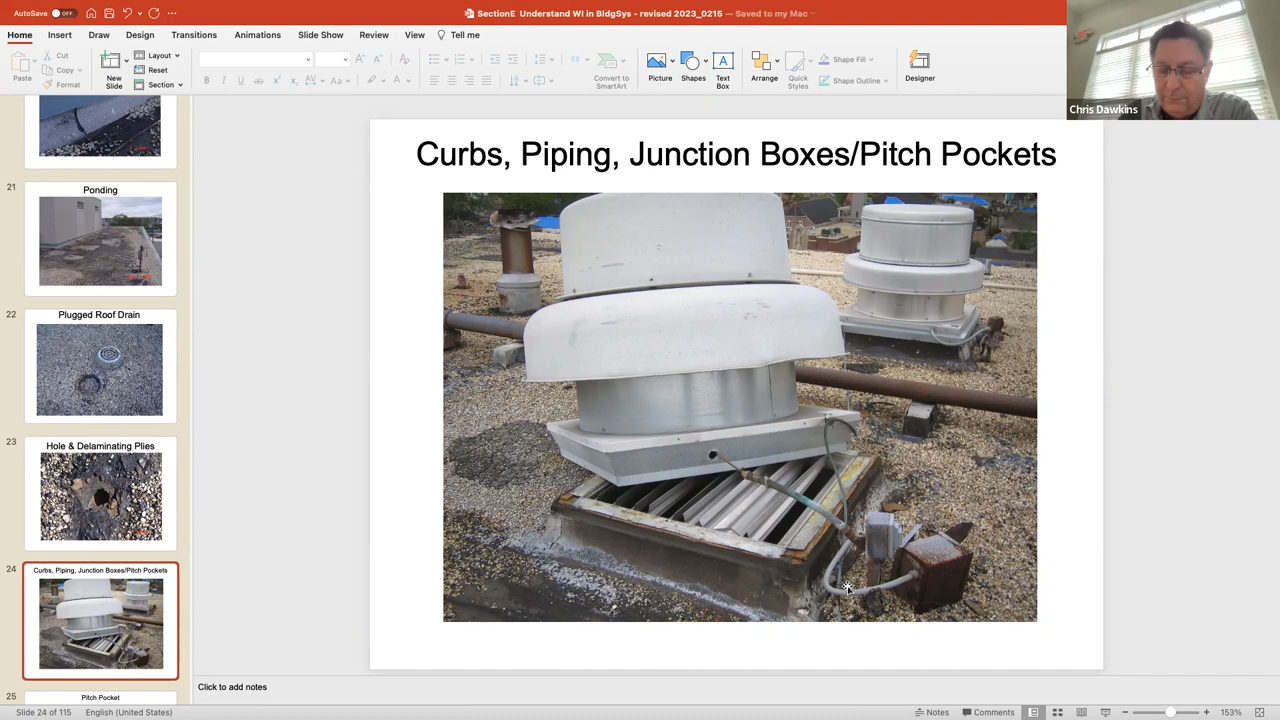 AutoSave OFF
SectionE Understand WI in BldgSys - revised 2023_0215 — Saved to my Mac
Home Insert Draw Design Transitions Animations Slide Show Review View Tell me
Paste
Cut
Copy
Format
New Slide
Layout
Reset
Section
B I U ab
Convert to SmartArt
Picture
Shapes
Text Box
Arrange
Quick Styles
Shape Fill
Shape Outline
Designer
Chris Dawkins
21
Ponding
22
Plugged Roof Drain
23
Hole & Delaminating Plies
24
Curbs, Piping, Junction Boxes/Pitch Pockets
25
Pitch Pocket
Curbs, Piping, Junction Boxes/Pitch Pockets
Click to add notes
Slide 24 of 115 English (United States)
Notes Comments 153%